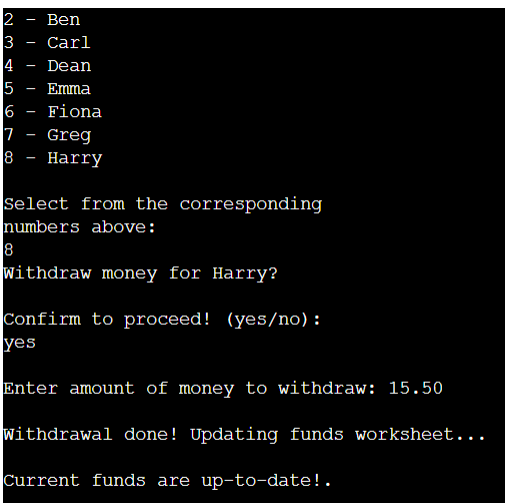 2 - Ben
3 - Carl
4 - Dean
5 - Emma
6 - Fiona
7 - Greg
8 - Harry
Select from the corresponding
numbers above:
8
Withdraw money for Harry?
Confirm to proceed! (yes/no):
yes
Enter amount of money to withdraw: 15.50
Withdrawal done! Updating funds worksheet...
Current funds are up-to-date!.